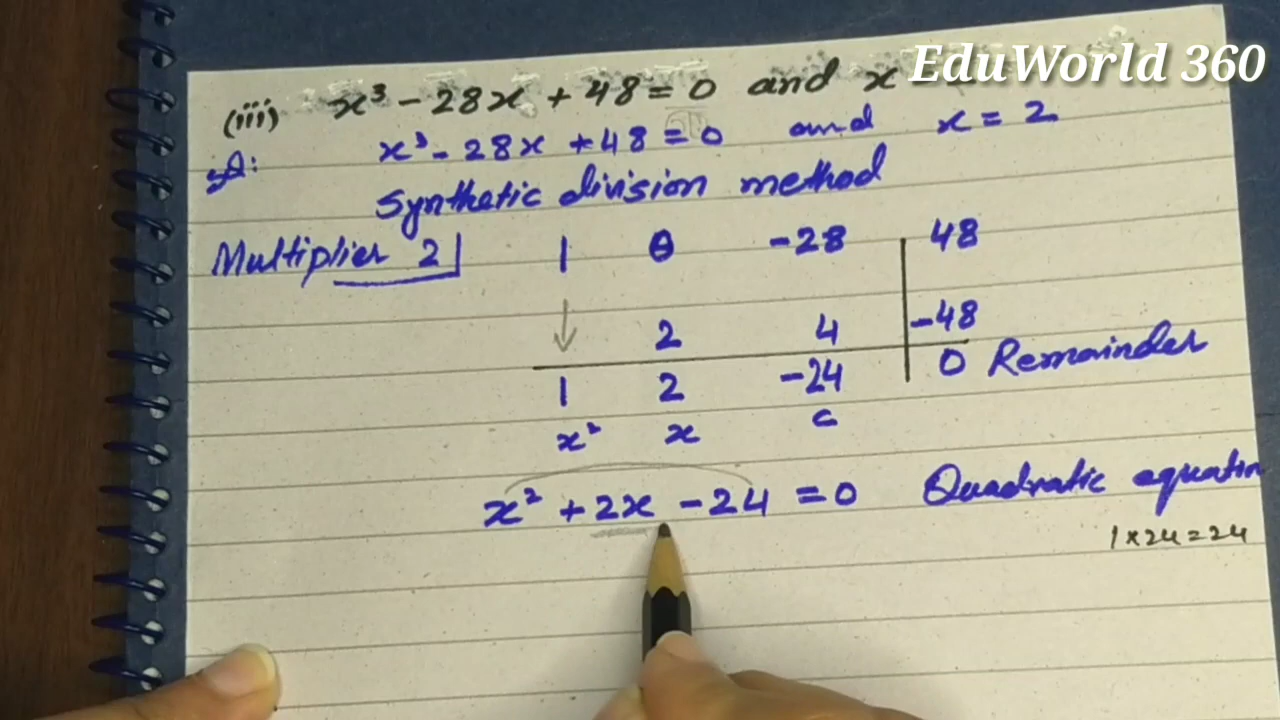 EduWorld 360
(iii) x³ - 28x + 48 = 0 and x
Sol: x³ - 28x + 48 = 0 and x = 2
Synthetic division method
Multiplier 2 1 0 -28 48
2 4 -48
1 2 -24 0 Remainder
x² x c
x² + 2x - 24 = 0 Quadratic equation
1 x 24 = 24